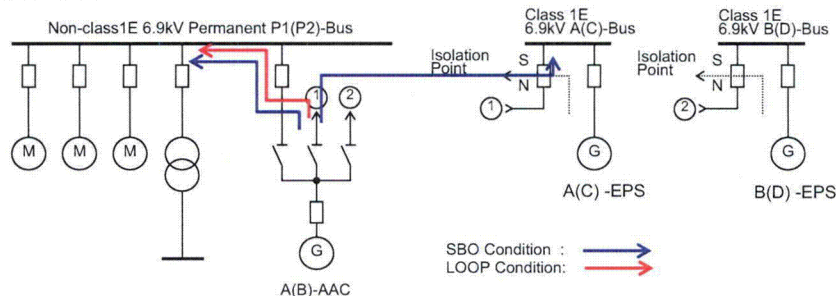 Non-class1E 6.9kV Permanent P1(P2)-Bus
Class 1E
6.9kV A(C)-Bus
Class 1E
6.9kV B(D)-Bus
Isolation
Point
S
N
Isolation
Point
S
N
1
2
1
2
M
M
M
G
G
G
A(C) -EPS
B(D) -EPS
A(B)-AAC
SBO Condition :
LOOP Condition: